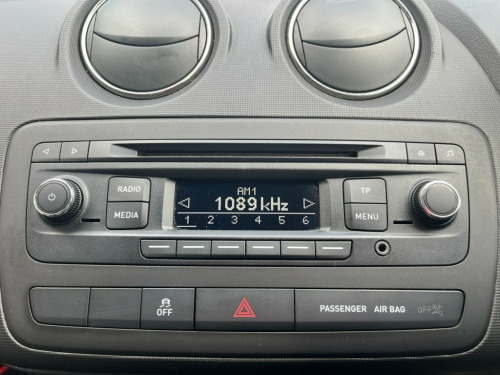 RADIO
MEDIA
AM1
1089 kHz
1 2 3 4 5 6
TP
MENU
OFF
PASSENGER AIR BAG OFF